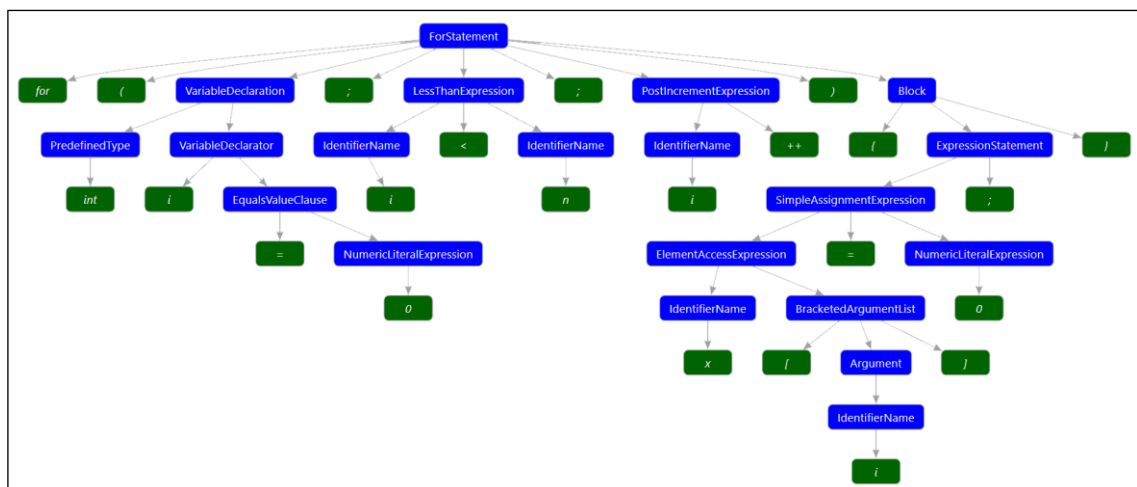 ForStatement
for ( VariableDeclaration ; LessThanExpression ; PostIncrementExpression ) Block
PredefinedType VariableDeclarator IdentifierName < IdentifierName IdentifierName ++ { ExpressionStatement }
int i EqualsValueClause i n i SimpleAssignmentExpression ;
= NumericLiteralExpression ElementAccessExpression = NumericLiteralExpression
0 IdentifierName BracketedArgumentList 0
x [ Argument ]
IdentifierName
i